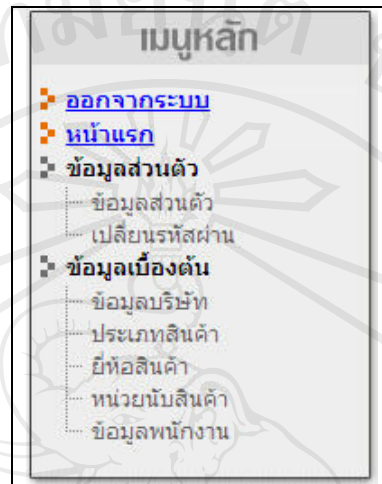 เมนูหลัก
ออกจากระบบ
หน้าแรก
ข้อมูลส่วนตัว
ข้อมูลส่วนตัว
เปลี่ยนรหัสผ่าน
ข้อมูลเบื้องต้น
ข้อมูลบริษัท
ประเภทสินค้า
ยี่ห้อสินค้า
หน่วยนับสินค้า
ข้อมูลพนักงาน